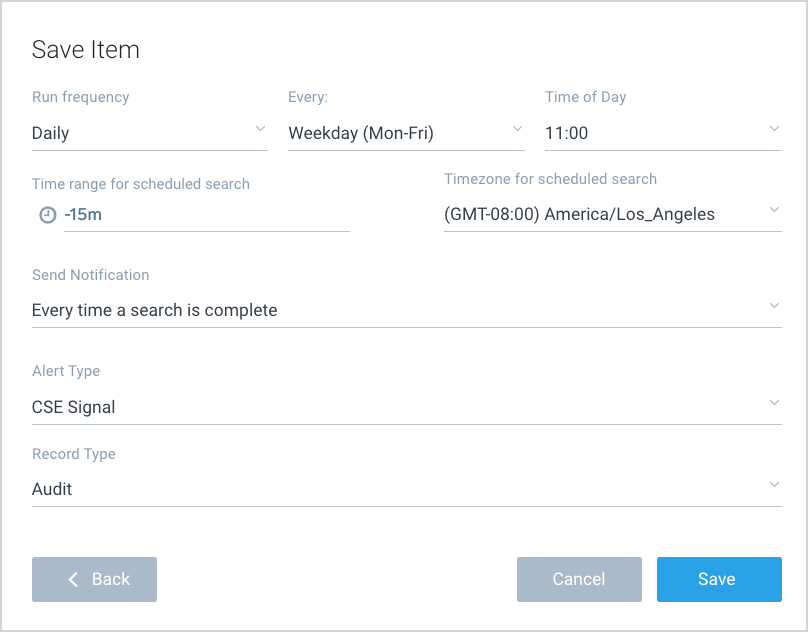 Save Item
Run frequency
Every:
Time of Day
Daily
Weekday (Mon-Fri)
11:00
Time range for scheduled search
Timezone for scheduled search
-15m
(GMT-08:00) America/Los_Angeles
Send Notification
Every time a search is complete
Alert Type
CSE Signal
Record Type
Audit
Back
Cancel
Save